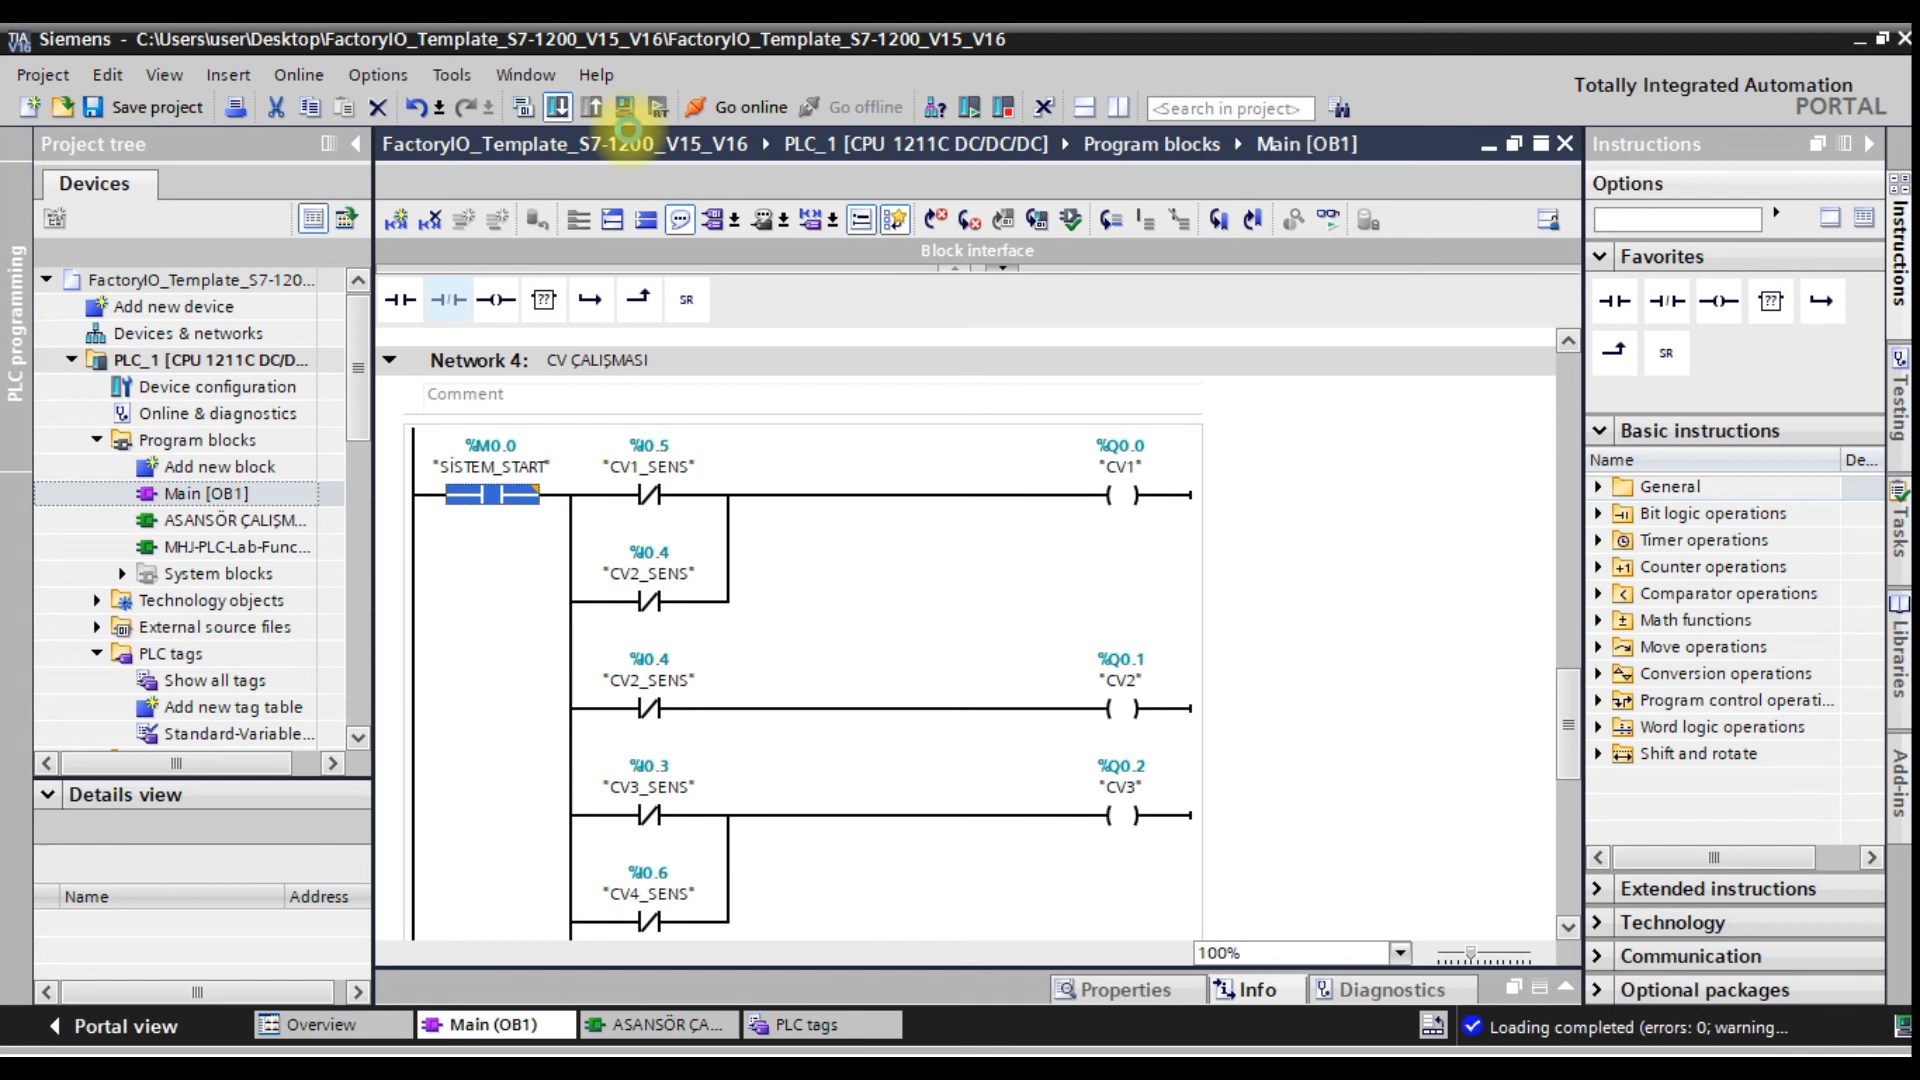 Siemens - C:\Users\user\Desktop\FactoryIO_Template_S7-1200_V15_V16\FactoryIO_Template_S7-1200_V15_V16
Project Edit View Insert Online Options Tools Window Help
Totally Integrated Automation
PORTAL
Save project
Go online
Go offline
<Search in project>
Project tree
FactoryIO_Template_S7-1200_V15_V16 PLC_1 [CPU 1211C DC/DC/DC] Program blocks Main [OB1]
Instructions
Devices
Options
PLC programming
Block interface
FactoryIO_Template_S7-120...
Add new device
Devices & networks
PLC_1 [CPU 1211C DC/D...
Device configuration
Online & diagnostics
Program blocks
Add new block
Main [OB1]
ASANSÖR ÇALIŞM...
MHJ-PLC-Lab-Func...
System blocks
Technology objects
External source files
PLC tags
Show all tags
Add new tag table
Standard-Variable...
Details view
Name Address
SR
Network 4: CV ÇALIŞMASI
Comment
%M0.0 %I0.5 %Q0.0
"SİSTEM_START" "CV1_SENS" "CV1"
%I0.4
"CV2_SENS"
%I0.4 %Q0.1
"CV2_SENS" "CV2"
%I0.3 %Q0.2
"CV3_SENS" "CV3"
%I0.6
"CV4_SENS"
100%
Properties Info Diagnostics
Favorites
SR
Basic instructions
Name De...
General
Bit logic operations
Timer operations
Counter operations
Comparator operations
Math functions
Move operations
Conversion operations
Program control operati...
Word logic operations
Shift and rotate
Extended instructions
Technology
Communication
Optional packages
Instructions
Testing
Tasks
Libraries
Add-ins
Portal view
Overview
Main (OB1)
ASANSÖR ÇA...
PLC tags
Loading completed (errors: 0; warning...